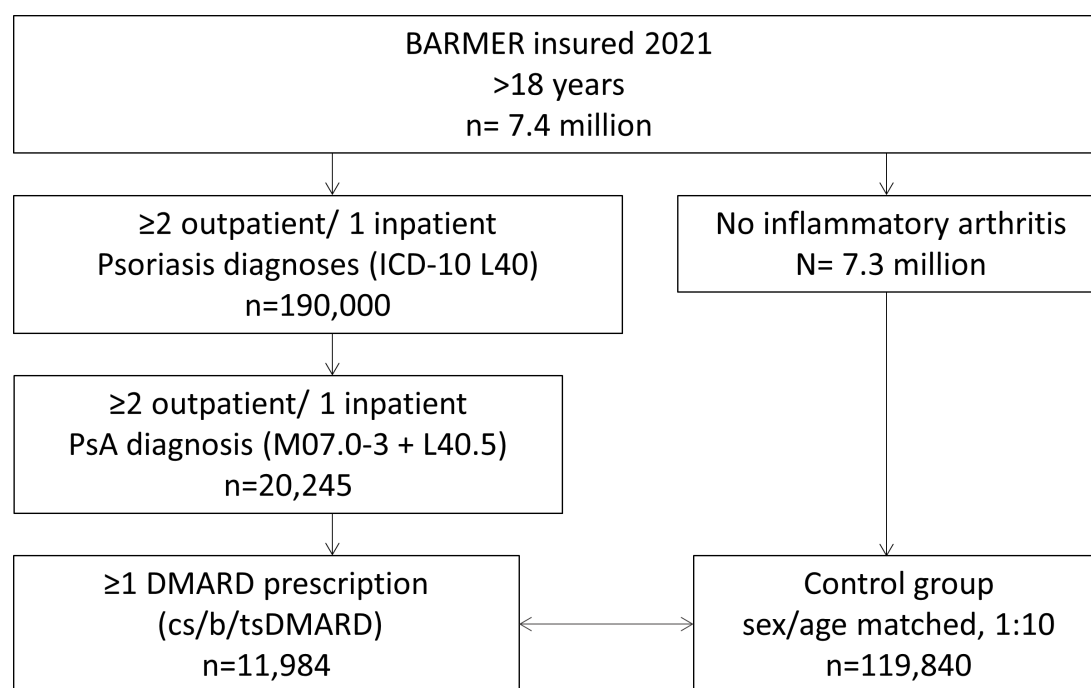 BARMER insured 2021
>18 years
n= 7.4 million
≥2 outpatient/ 1 inpatient
Psoriasis diagnoses (ICD-10 L40)
n=190,000
No inflammatory arthritis
N= 7.3 million
≥2 outpatient/ 1 inpatient
PsA diagnosis (M07.0-3 + L40.5)
n=20,245
≥1 DMARD prescription
(cs/b/tsDMARD)
n=11,984
Control group
sex/age matched, 1:10
n=119,840